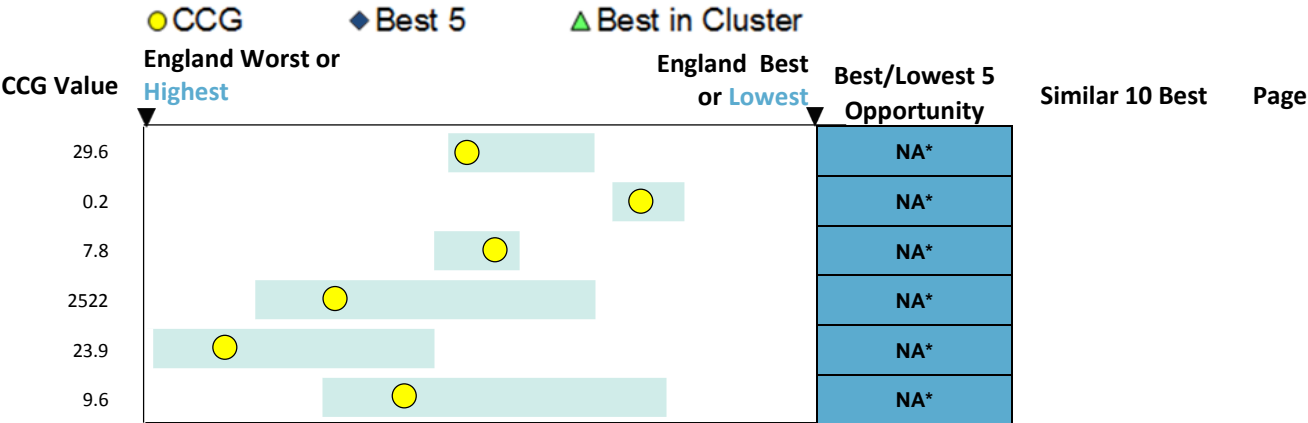 CCG Best 5 Best in Cluster
CCG Value England Worst or Highest England Best or Lowest Best/Lowest 5 Opportunity Similar 10 Best Page
29.6 NA*
0.2 NA*
7.8 NA*
2522 NA*
23.9 NA*
9.6 NA*